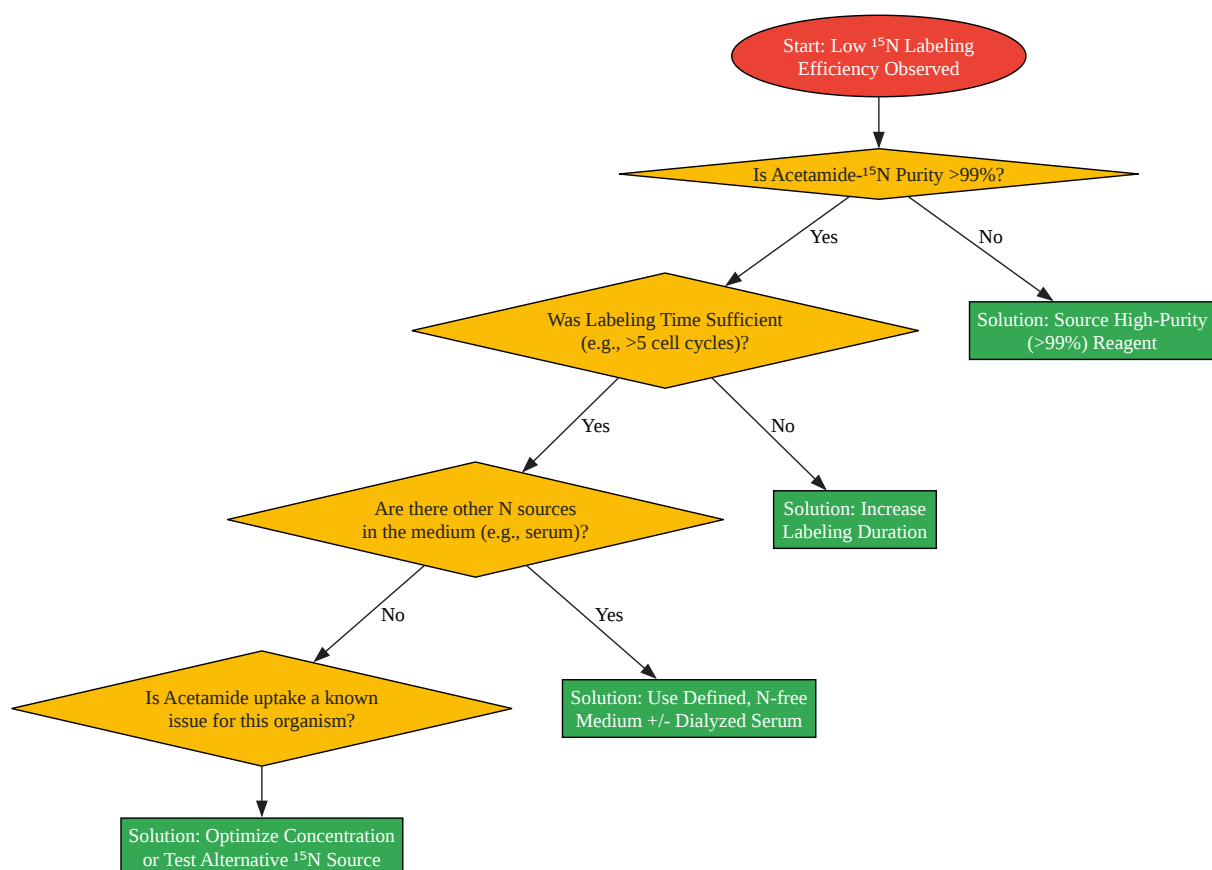 Start: Low ¹⁵N Labeling
Efficiency Observed
Is Acetamide-¹⁵N Purity >99%?
Yes
No
Was Labeling Time Sufficient
(e.g., >5 cell cycles)?
Solution: Source High-Purity
(>99%) Reagent
Yes
No
Are there other N sources
in the medium (e.g., serum)?
Solution: Increase
Labeling Duration
No
Yes
Is Acetamide uptake a known
issue for this organism?
Solution: Use Defined, N-free
Medium +/- Dialyzed Serum
Solution: Optimize Concentration
or Test Alternative ¹⁵N Source